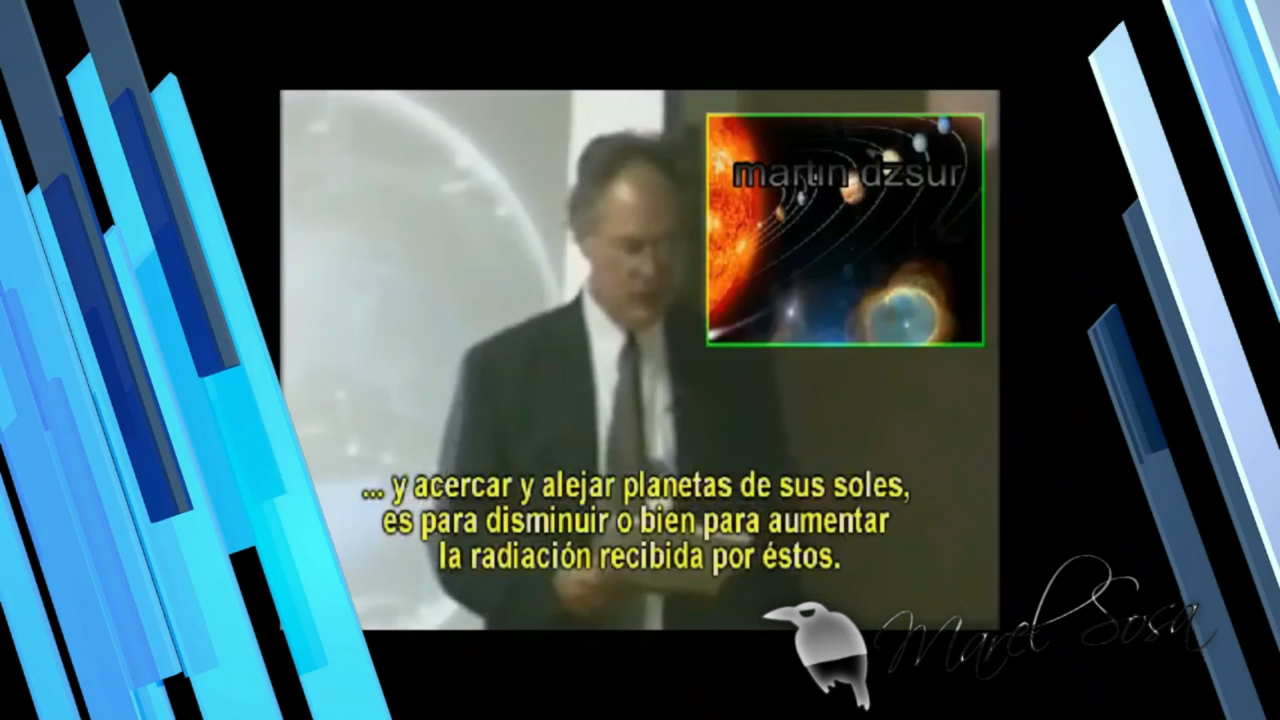 martin dzsur
... y acercar y alejar planetas de sus soles,
es para disminuir o bien para aumentar
la radiación recibida por éstos.
Marel Sosa